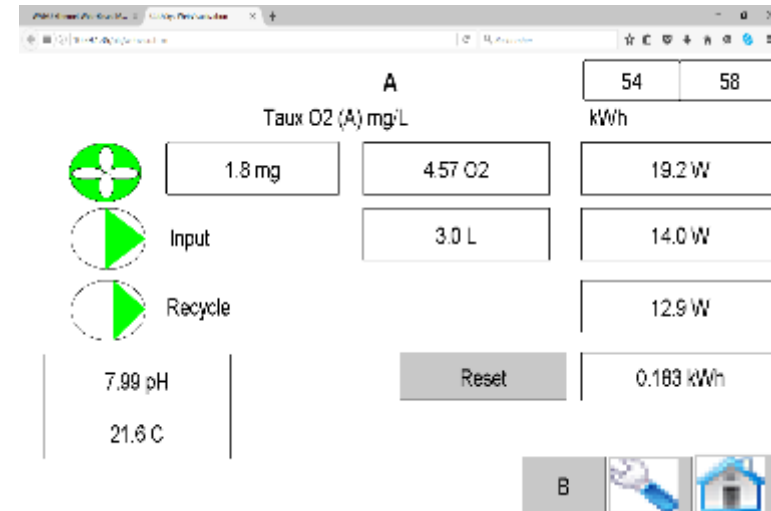 A
54 58
Taux O2 (A) mg/L
kWh
1.8 mg 4.57 O2 19.2 W
Input 3.0 L 14.0 W
Recycle 12.9 W
7.99 pH Reset 0.183 kWh
21.6 C
B